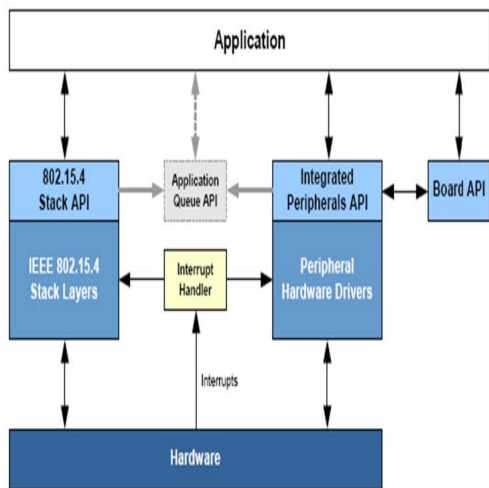 Application
802.15.4
Stack API
Application
Queue API
Integrated
Peripherals API
Board API
IEEE 802.15.4
Stack Layers
Interrupt
Handler
Peripheral
Hardware Drivers
Interrupts
Hardware